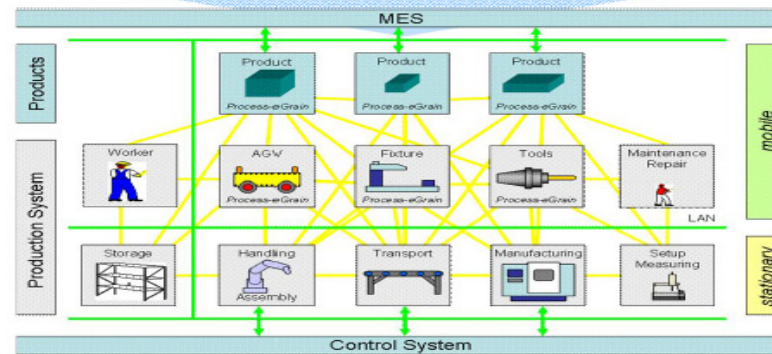 MES
Products
Product
Process-eGrain
Product
Process-eGrain
Product
Process-eGrain
mobile
Production System
Worker
AGW
Process-eGrain
Fixture
Process-eGrain
Tools
Process-eGrain
Maintenance
Repair
LAN
Storage
Handling
Assembly
Transport
Manufacturing
Setup
Measuring
stationary
Control System